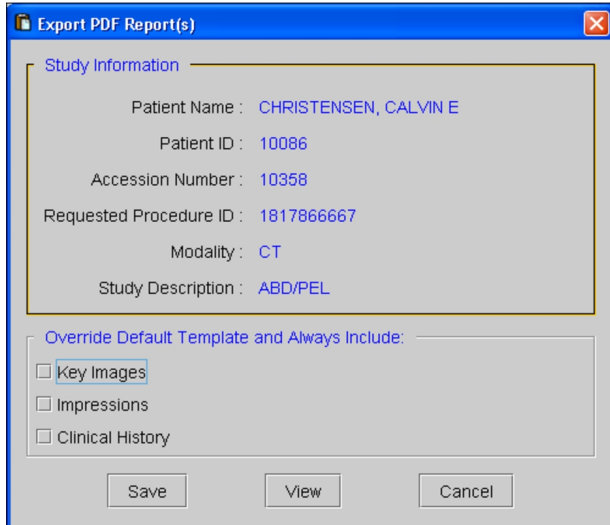 Export PDF Report(s)
Study Information
Patient Name : CHRISTENSEN, CALVIN E
Patient ID : 10086
Accession Number : 10358
Requested Procedure ID : 1817866667
Modality : CT
Study Description : ABD/PEL
Override Default Template and Always Include:
Key Images
Impressions
Clinical History
Save View Cancel